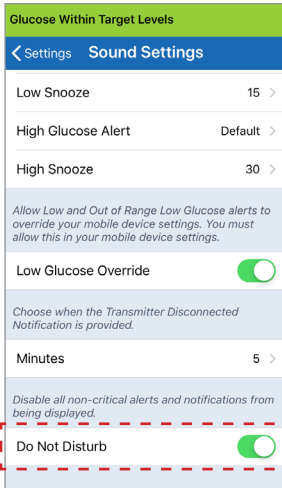 Glucose Within Target Levels
Settings Sound Settings
Low Snooze 15
High Glucose Alert Default
High Snooze 30
Allow Low and Out of Range Low Glucose alerts to
override your mobile device settings. You must
allow this in your mobile device settings.
Low Glucose Override
Choose when the Transmitter Disconnected
Notification is provided.
Minutes 5
Disable all non-critical alerts and notifications from
being displayed.
Do Not Disturb